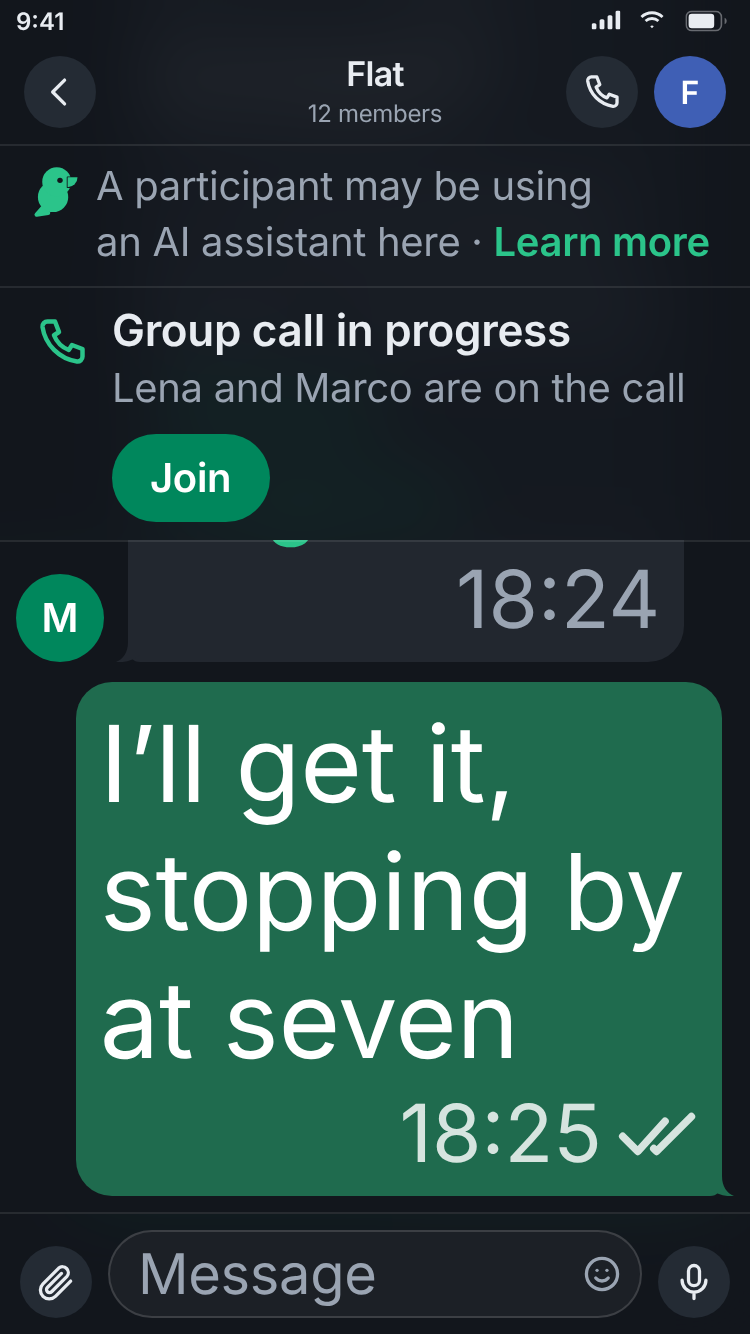 9:41
Flat
12 members
F
A participant may be using
an AI assistant here · Learn more
Group call in progress
Lena and Marco are on the call
Join
M
18:24
I’ll get it,
stopping by
at seven
18:25
Message